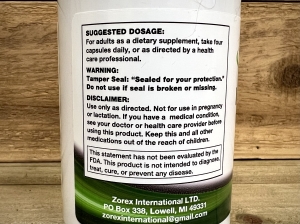 SUGGESTED DOSAGE:
For adults as a dietary supplement, take four
capsules daily, or as directed by a health
care professional.
WARNING:
Tamper Seal: "Sealed for your protection."
Do not use if seal is broken or missing.
DISCLAIMER:
Use only as directed. Not for use in pregnancy
or lactation. If you have a medical condition,
see your doctor or health care provider before
using this product. Keep this and all other
medications out of the reach of children.
This statement has not been evaluated by the
FDA. This product is not intended to diagnose,
treat, cure, or prevent any disease.
Zorex International LTD.
PO Box 338, Lowell, MI 49331
zorexinternational@gmail.com